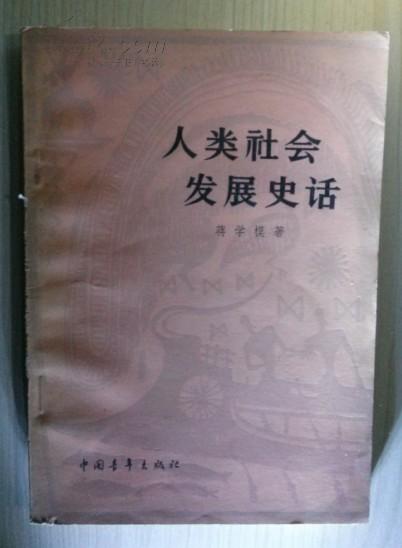 人类社会
发展史话
蒋学模著
中国青年出版社